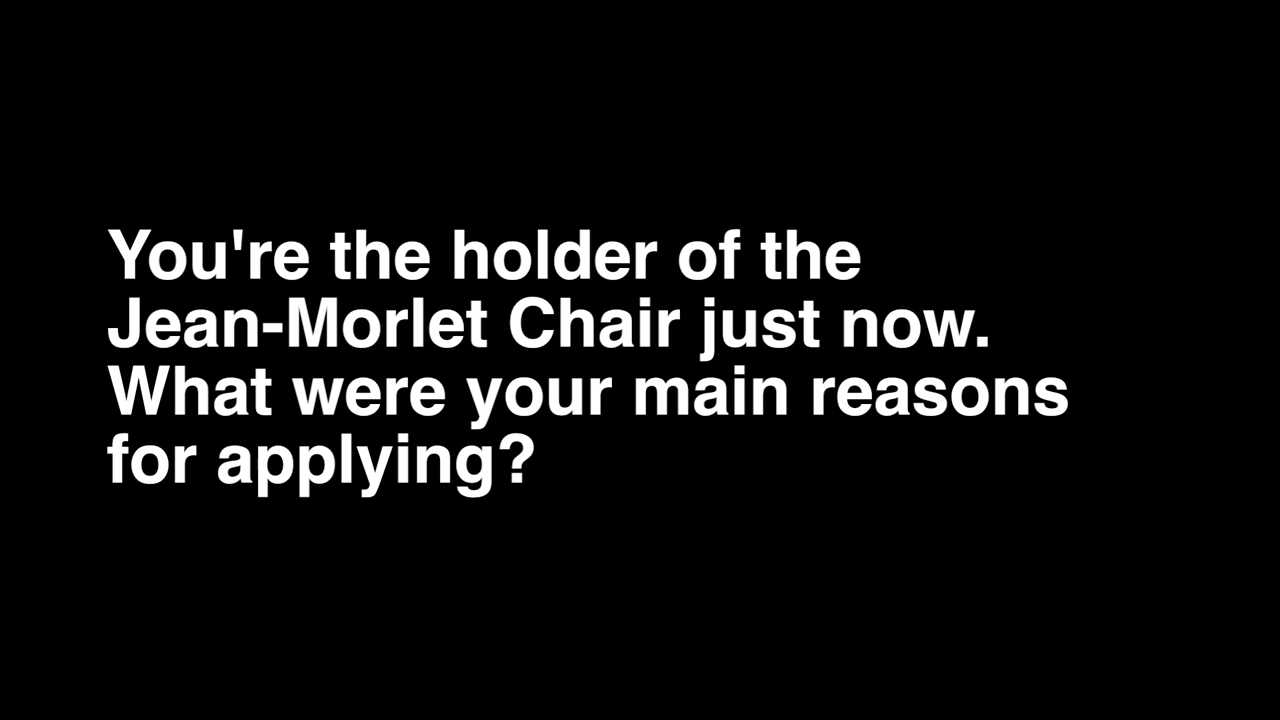 You're the holder of the
Jean-Morlet Chair just now.
What were your main reasons
for applying?